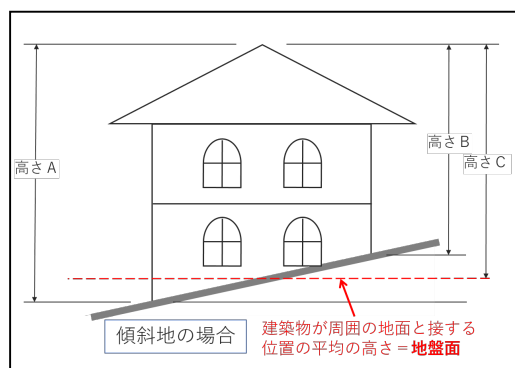 高さA
高さB
高さC
傾斜地の場合
建築物が周囲の地面と接する
位置の平均の高さ＝地盤面